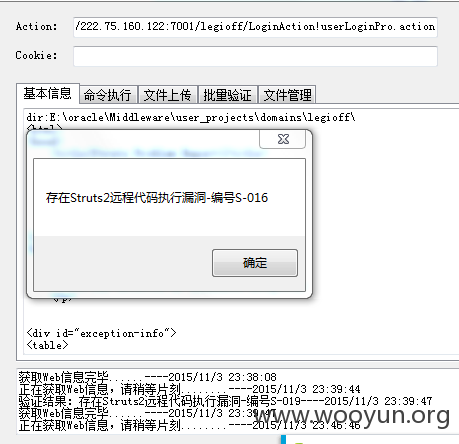 Action: /222.75.160.122:7001/legioff/LoginAction!userLoginPro.action
Cookie:
基本信息 命令执行 文件上传 批量验证 文件管理
dir:E:\oracle\Middleware\user_projects\domains\legioff\
存在Struts2远程代码执行漏洞-编号S-016
确定
<div id="exception-info">
<table>
获取Web信息完毕......----2015/11/3 23:38:08
正在获取Web信息，请稍等片刻........----2015/11/3 23:39:44
验证结果：存在Struts2远程代码执行漏洞-编号S-019----2015/11/3 23:39:47
获取Web信息完毕......----2015/11/3 23:39:47
正在获取Web信息，请稍等片刻........----2015/11/3 23:46:46
www.wooyun.org